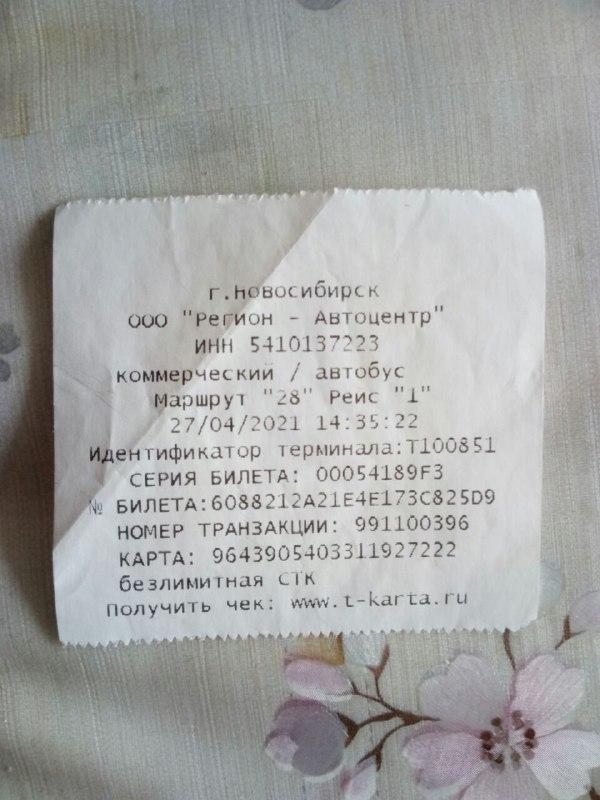 г.Новосибирск
ООО "Регион - Автоцентр"
ИНН 5410137223
коммерческий / автобус
Маршрут "28" Рейс "1"
27/04/2021 14:35:22
Идентификатор терминала:T100851
СЕРИЯ БИЛЕТА: 00054189F3
№ БИЛЕТА:6088212A21E4E173C825D9
НОМЕР ТРАНЗАКЦИИ: 991100396
КАРТА: 9643905403311927222
безлимитная СТК
Получить чек: www.t-karta.ru